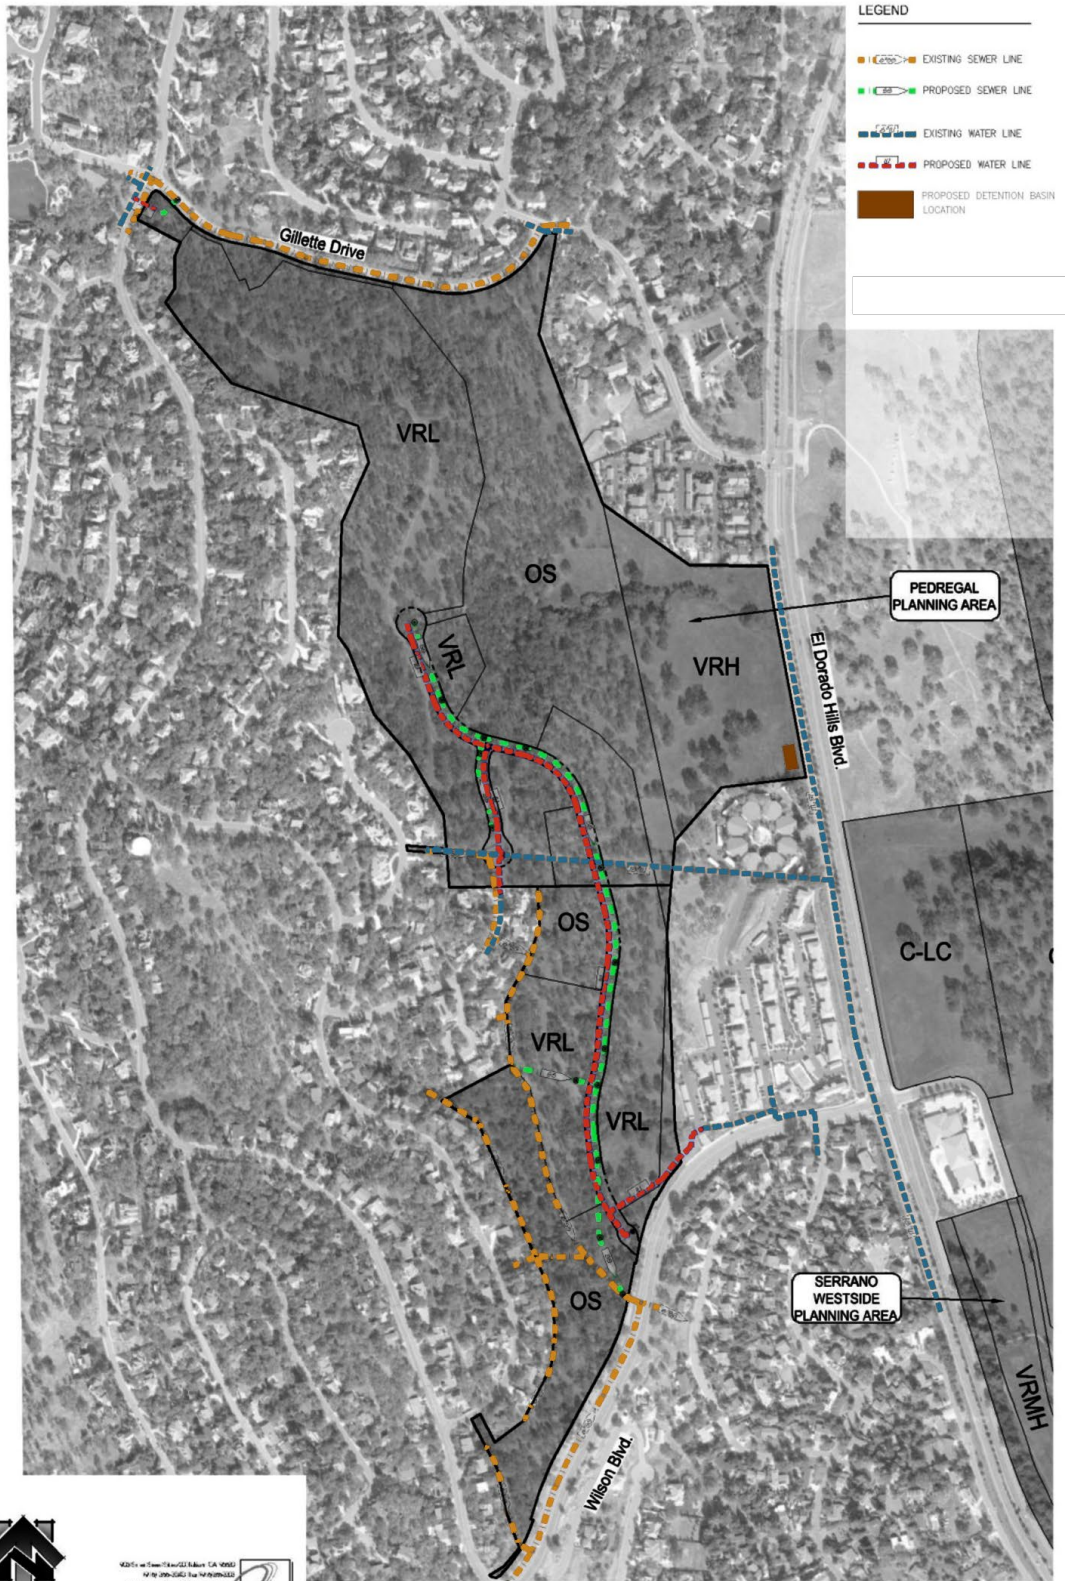 LEGEND
EXISTING SEWER LINE
PROPOSED SEWER LINE
EXISTING WATER LINE
PROPOSED WATER LINE
PROPOSED DETENTION BASIN
LOCATION
Gillette Drive
VRL
OS
PEDREGAL
PLANNING AREA
VRL
VRH
El Dorado Hills Blvd.
OS
C-LC
VRL
VRL
SERRANO
WESTSIDE
PLANNING AREA
OS
VRMH
Wilson Blvd.